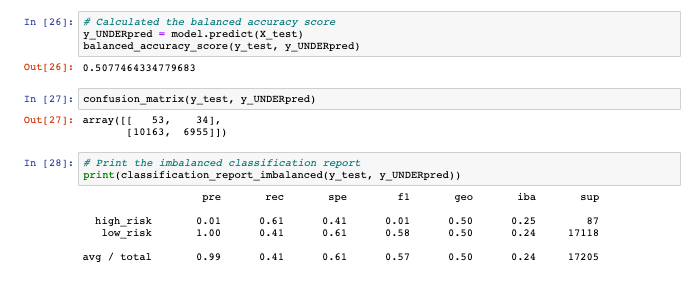 In [26]: # Calculated the balanced accuracy score
y_UNDERpred = model.predict(X_test)
balanced_accuracy_score(y_test, y_UNDERpred)
Out[26]: 0.5077464334779683
In [27]: confusion_matrix(y_test, y_UNDERpred)
Out[27]: array([[   53,    34],
       [10163,  6955]])
In [28]: # Print the imbalanced classification report
print(classification_report_imbalanced(y_test, y_UNDERpred))
pre rec spe f1 geo iba sup
high_risk 0.01 0.61 0.41 0.01 0.50 0.25 87
low_risk 1.00 0.41 0.61 0.58 0.50 0.24 17118
avg / total 0.99 0.41 0.61 0.57 0.50 0.24 17205